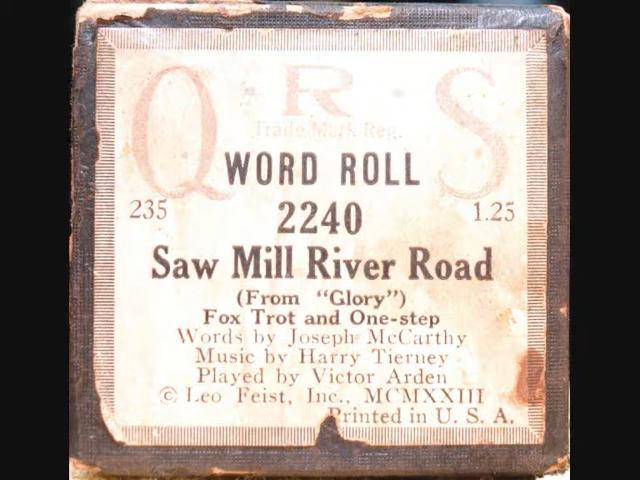 Q·R·S
Trade Mark Reg.
WORD ROLL
235 2240 1.25
Saw Mill River Road
(From "Glory")
Fox Trot and One-step
Words by Joseph McCarthy
Music by Harry Tierney
Played by Victor Arden
© Leo Feist, Inc., MCMXXIII
Printed in U. S. A.